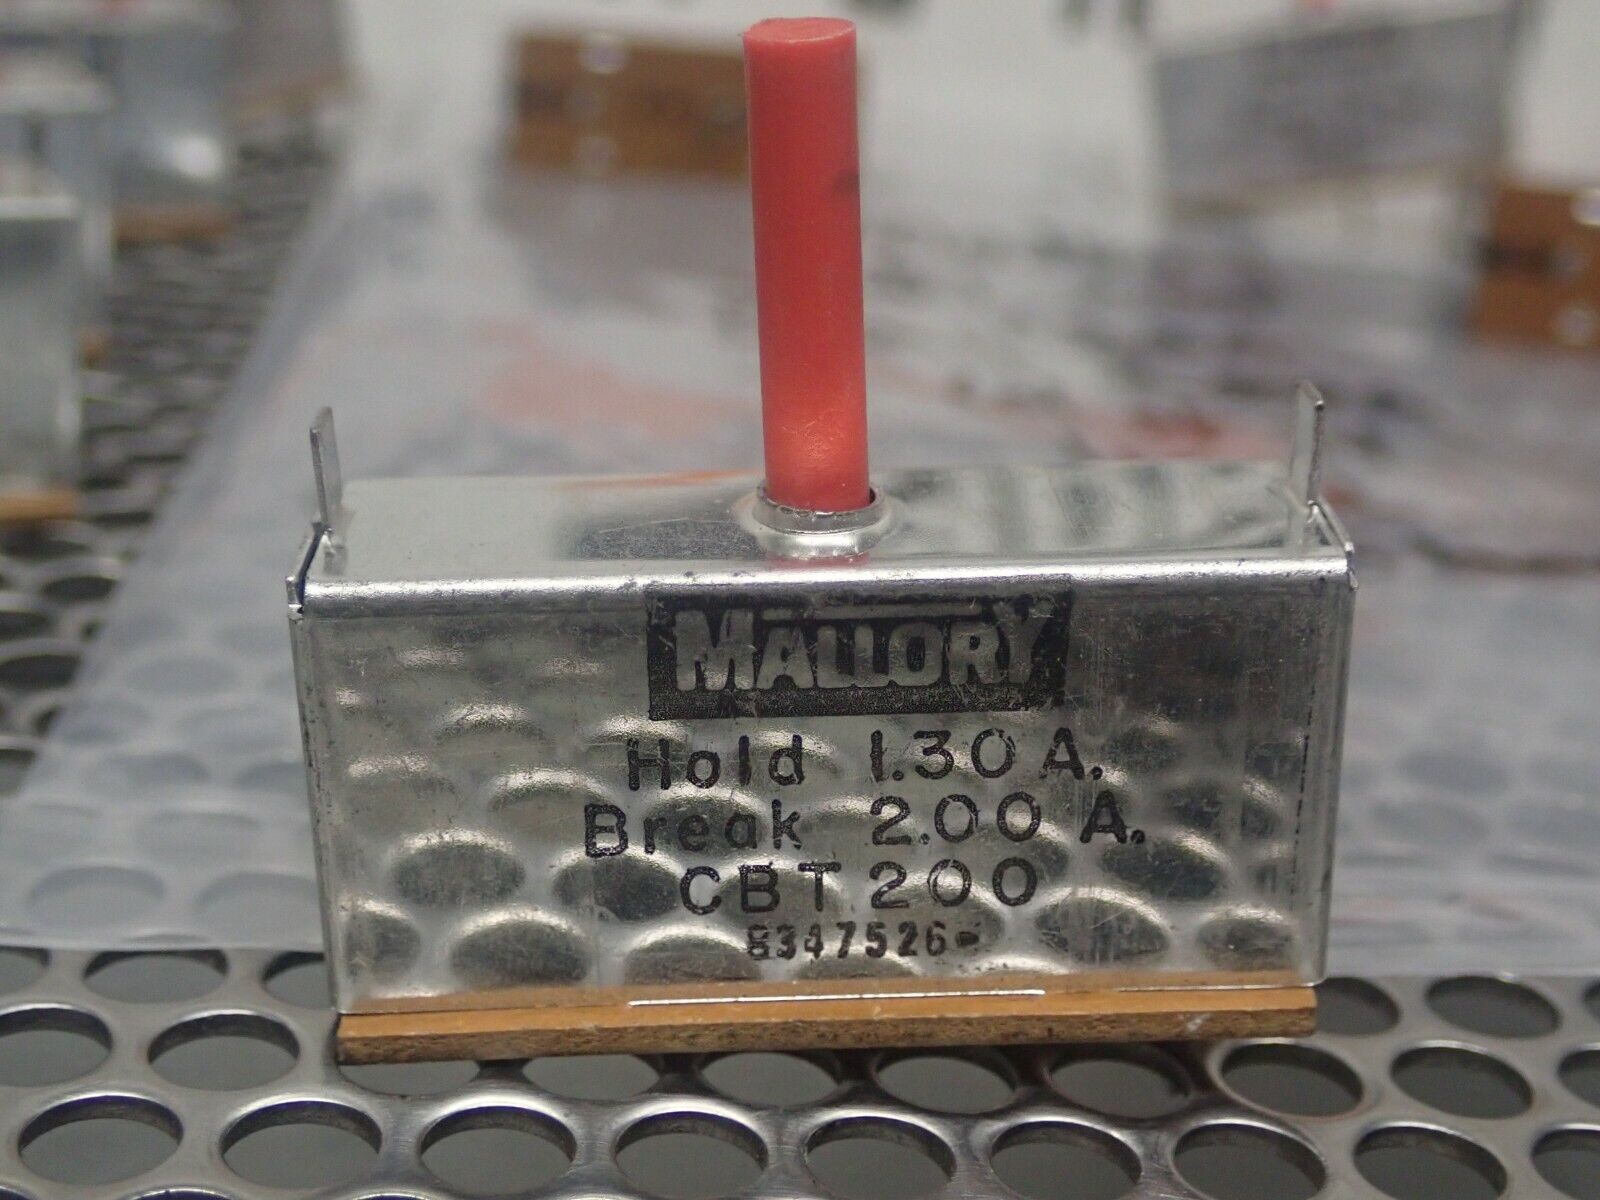 MALLORY
Hold 1.30 A.
Break 2.00 A.
CBT 200
8347526